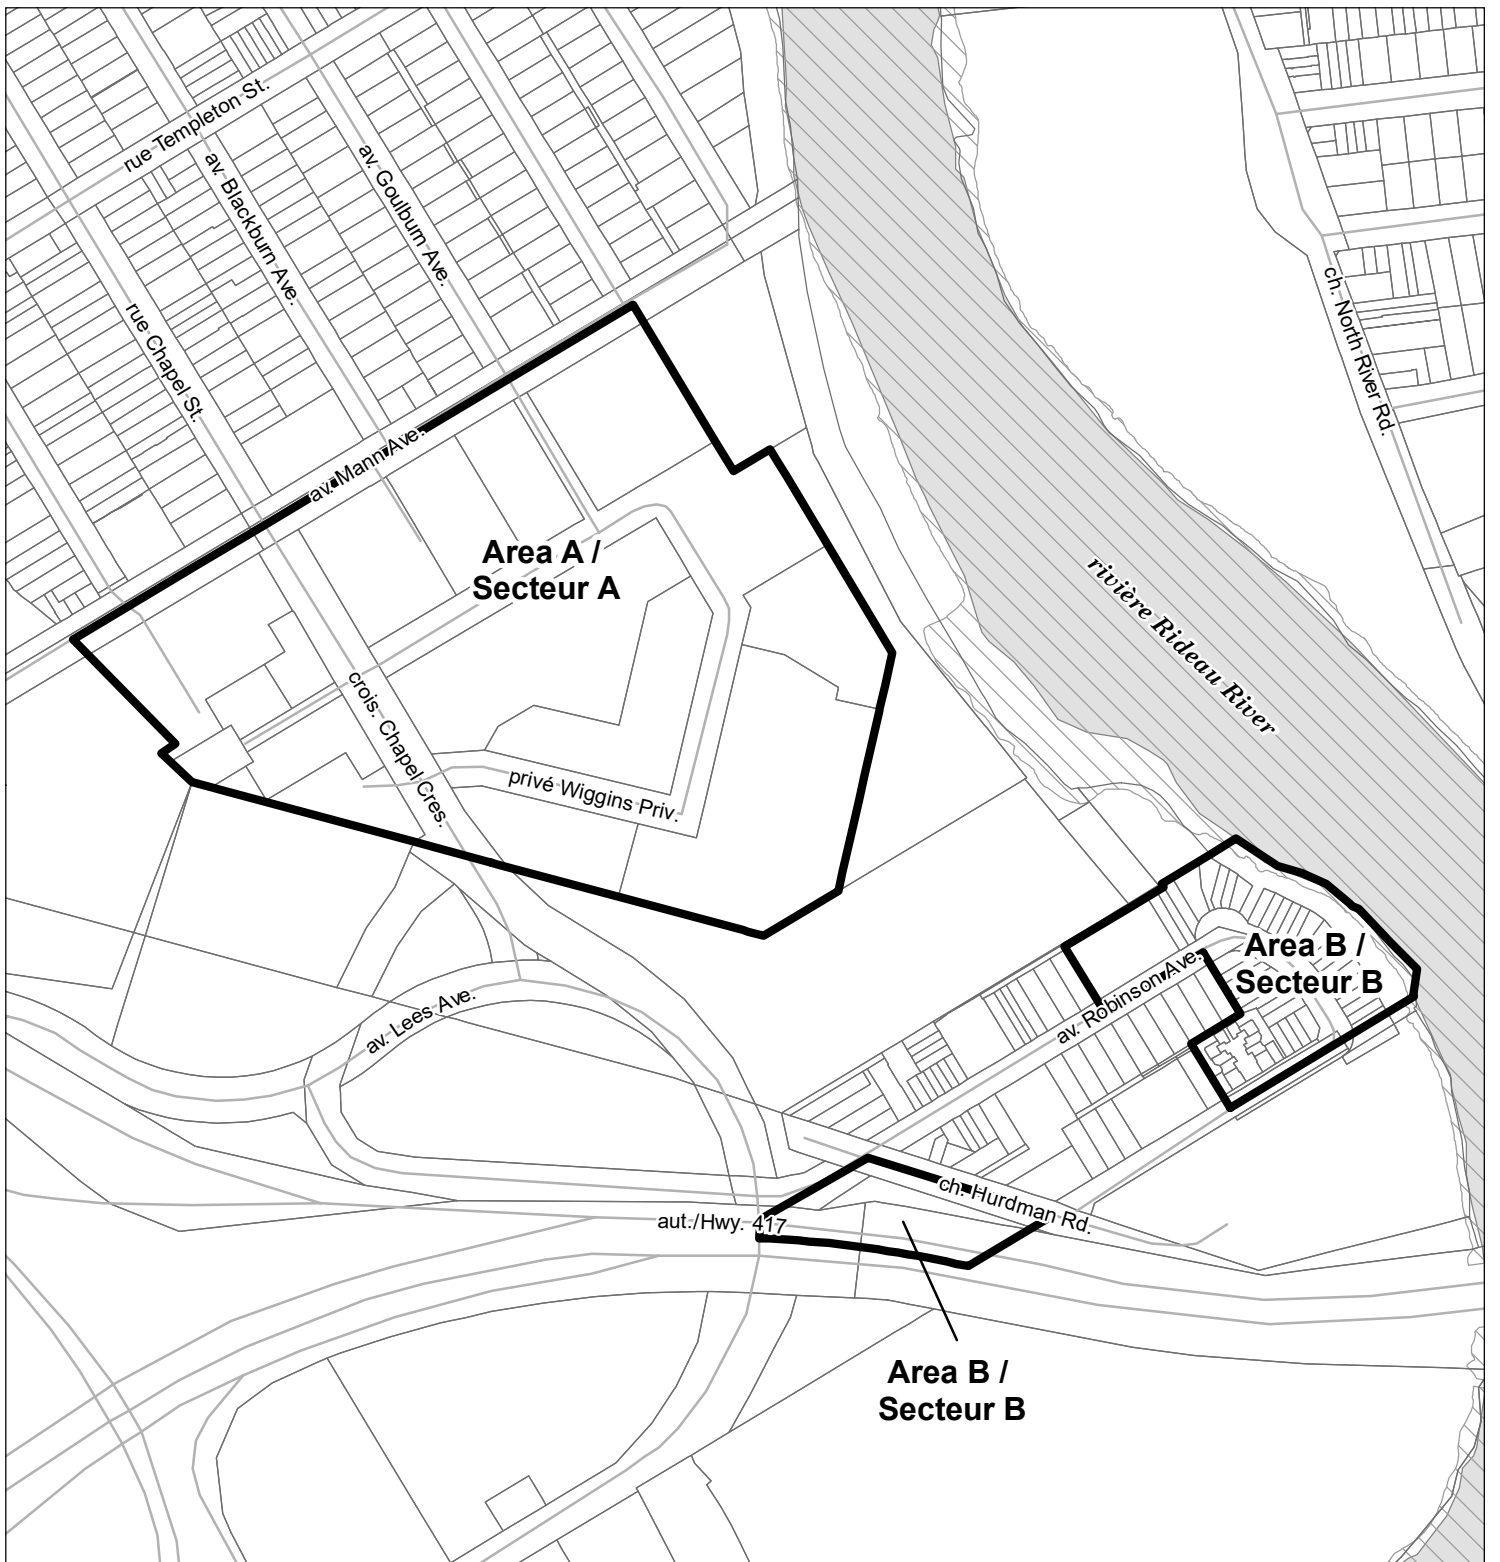 rue Templeton St.
av. Blackburn Ave.
av. Goulburn Ave.
rue Chapel St.
ch. North River Rd.
av. Mann Ave.
Area A /
Secteur A
rivière Rideau River
crois. Chapel Cres.
privé Wiggins Priv.
Area B /
Secteur B
av. Robinson Ave.
av. Lees Ave.
ch. Hurdman Rd.
aut./Hwy. 417
Area B /
Secteur B